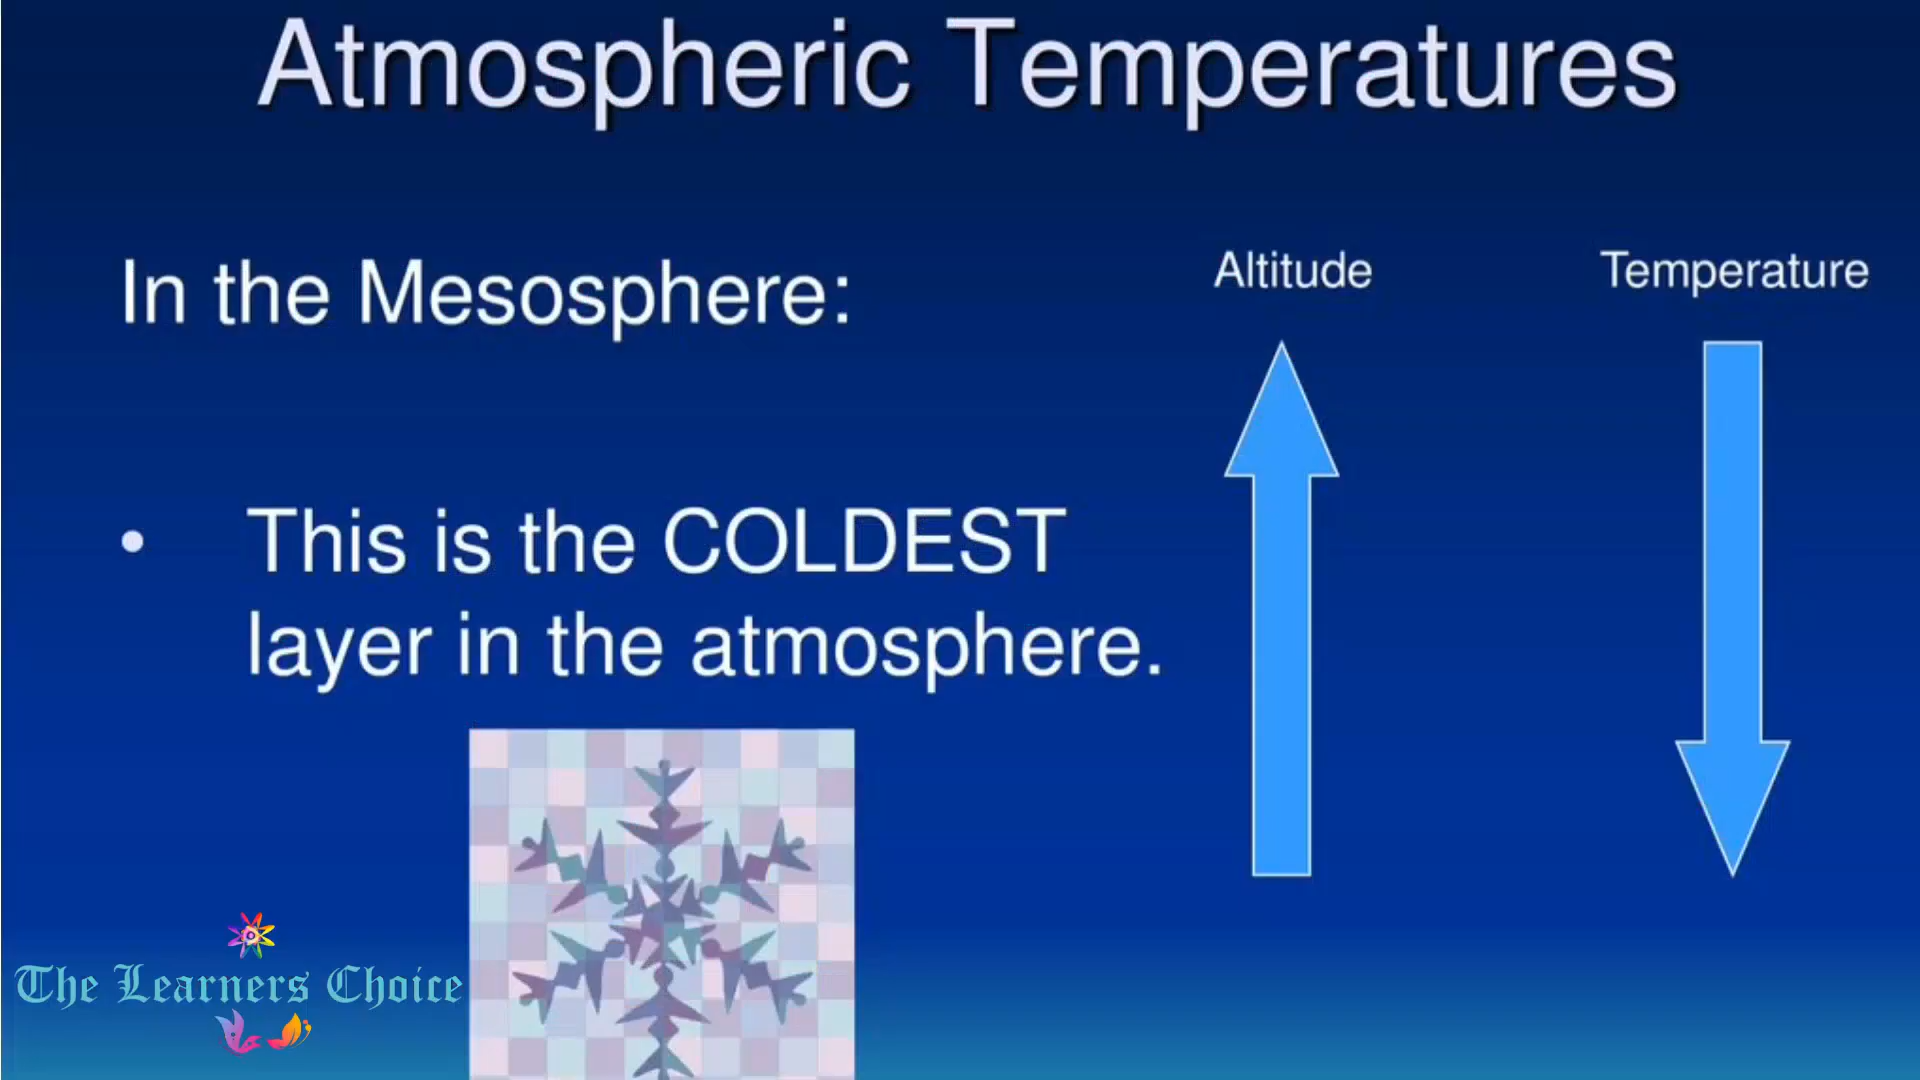 Atmospheric Temperatures
In the Mesosphere:
Altitude
Temperature
• This is the COLDEST
layer in the atmosphere.
The Learners Choice